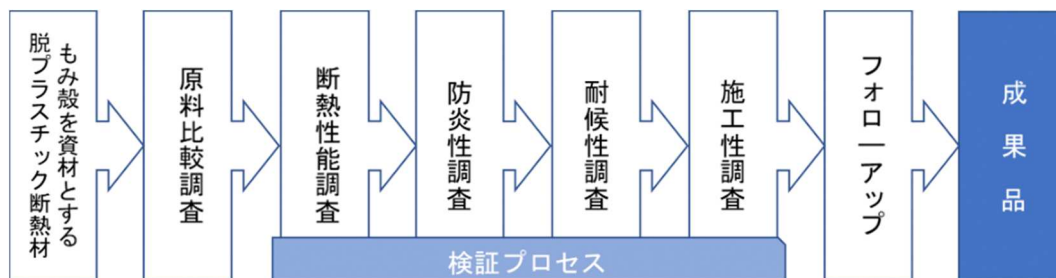 もみ殻を資材とする
脱プラスチック断熱材
原料比較調査
断熱性能調査
防炎性調査
耐候性調査
施工性調査
フォローアップ
成果品
検証プロセス